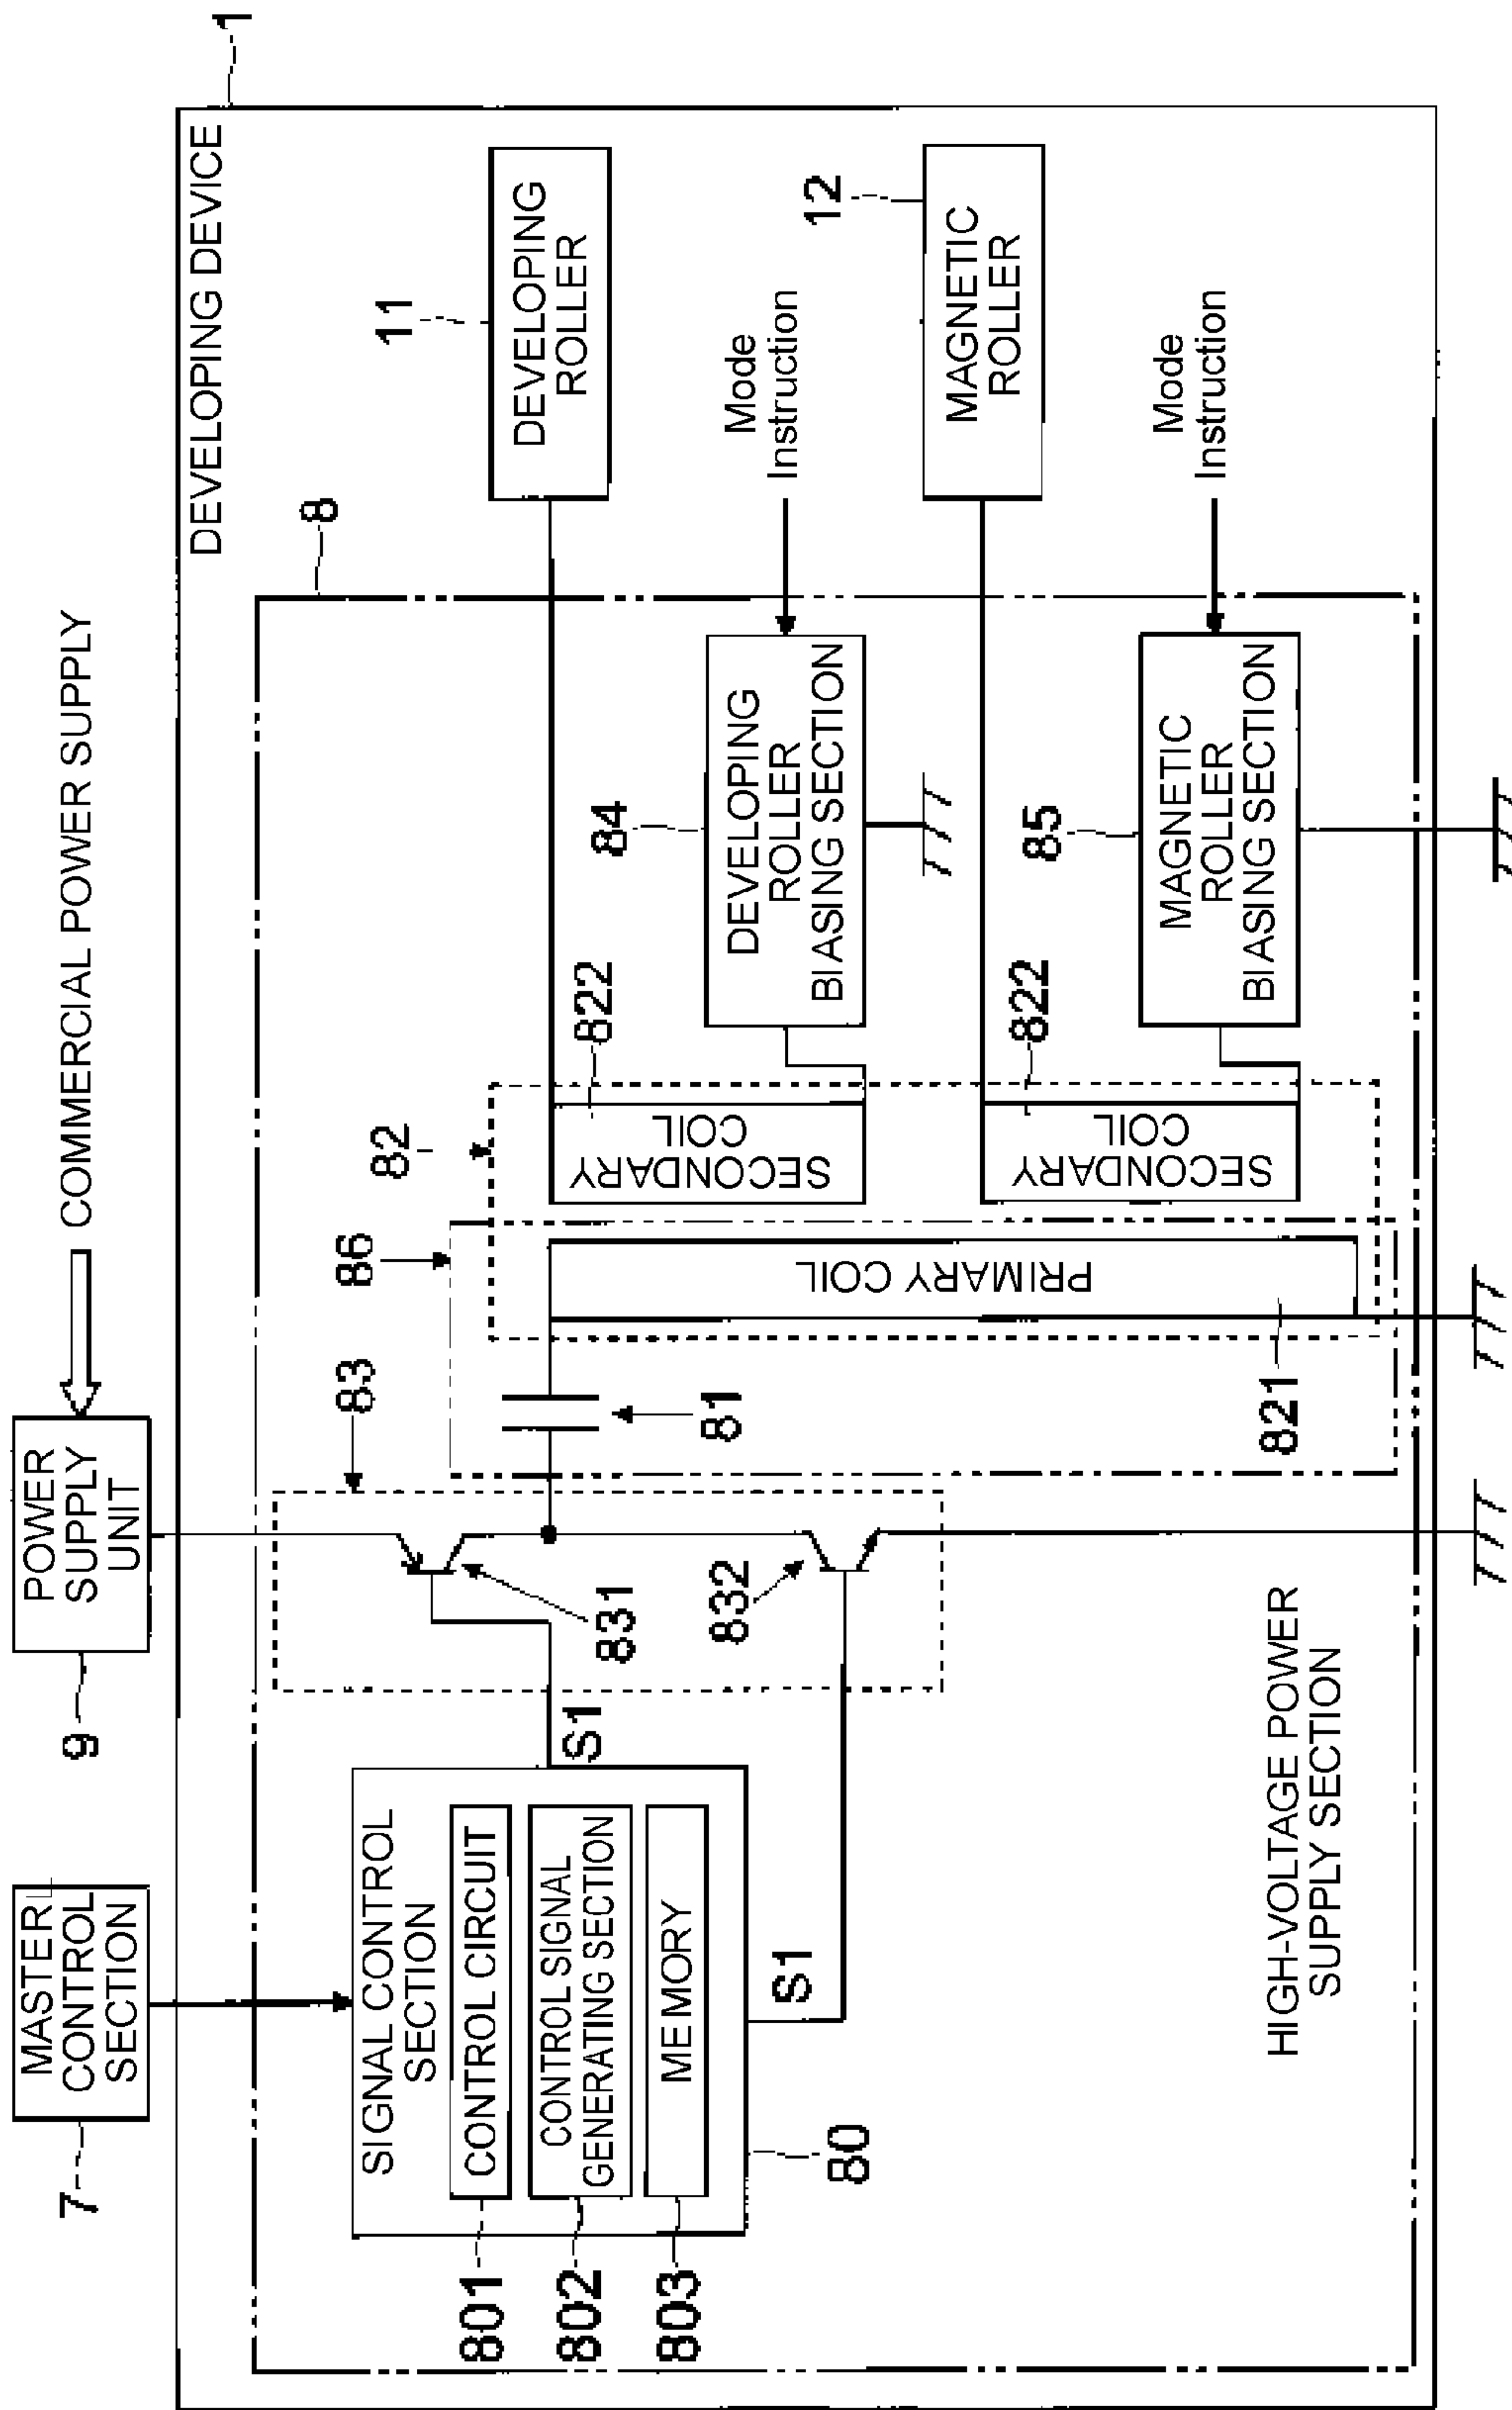 COMMERCIAL POWER SUPPLY
MASTER
CONTROL
SECTION
7
POWER
SUPPLY
UNIT
9
1
DEVELOPING DEVICE
8
SIGNAL CONTROL
SECTION
CONTROL CIRCUIT
CONTROL SIGNAL
GENERATING SECTION
MEMORY
801
802
803
80
S1
S1
83
831
832
86
81
82
PRIMARY COIL
821
SECONDARY
COIL
822
SECONDARY
COIL
822
84
DEVELOPING
ROLLER
BIASING SECTION
85
MAGNETIC
ROLLER
BIASING SECTION
11
DEVELOPING
ROLLER
Mode
Instruction
12
MAGNETIC
ROLLER
Mode
Instruction
HIGH-VOLTAGE POWER
SUPPLY SECTION